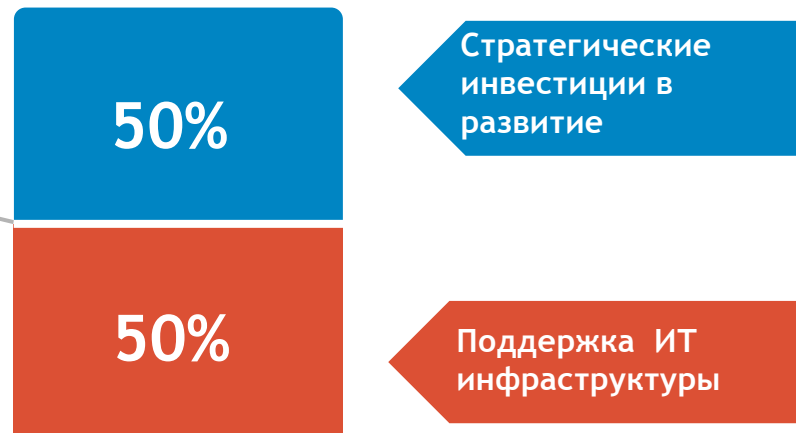 50%
Стратегические
инвестиции в
развитие
50%
Поддержка ИТ
инфраструктуры